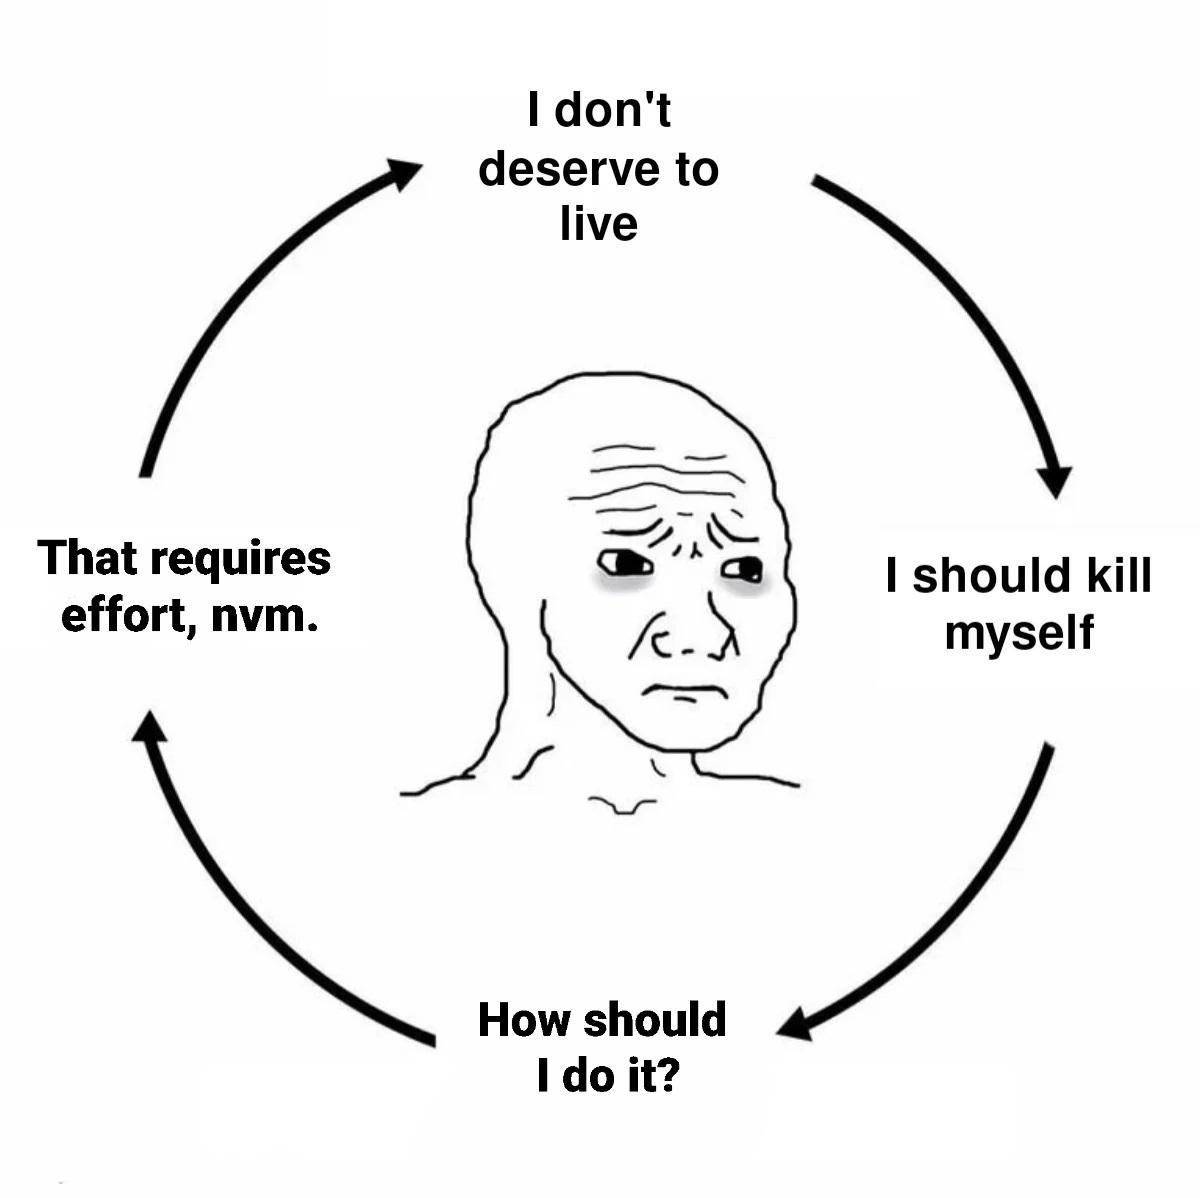 I don't
deserve to
live
I should kill
myself
How should
I do it?
That requires
effort, nvm.